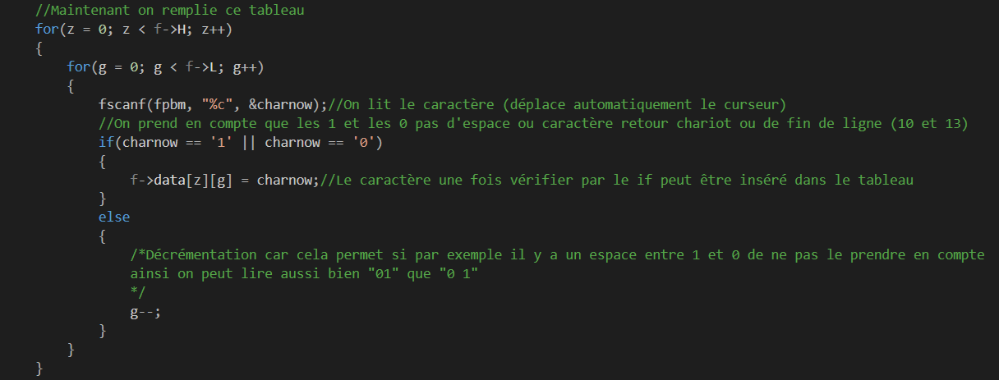 //Maintenant on remplie ce tableau
for(z = 0; z < f->H; z++)
{
for(g = 0; g < f->L; g++)
{
fscanf(fpbm, "%c", &charnow);//On lit le caractère (déplace automatiquement le curseur)
//On prend en compte que les 1 et les 0 pas d'espace ou caractère retour chariot ou de fin de ligne (10 et 13)
if(charnow == '1' || charnow == '0')
{
f->data[z][g] = charnow;//Le caractère une fois vérifier par le if peut être inséré dans le tableau
}
else
{
/*Décrémentation car cela permet si par exemple il y a un espace entre 1 et 0 de ne pas le prendre en compte
ainsi on peut lire aussi bien "01" que "0 1"
*/
g--;
}
}
}